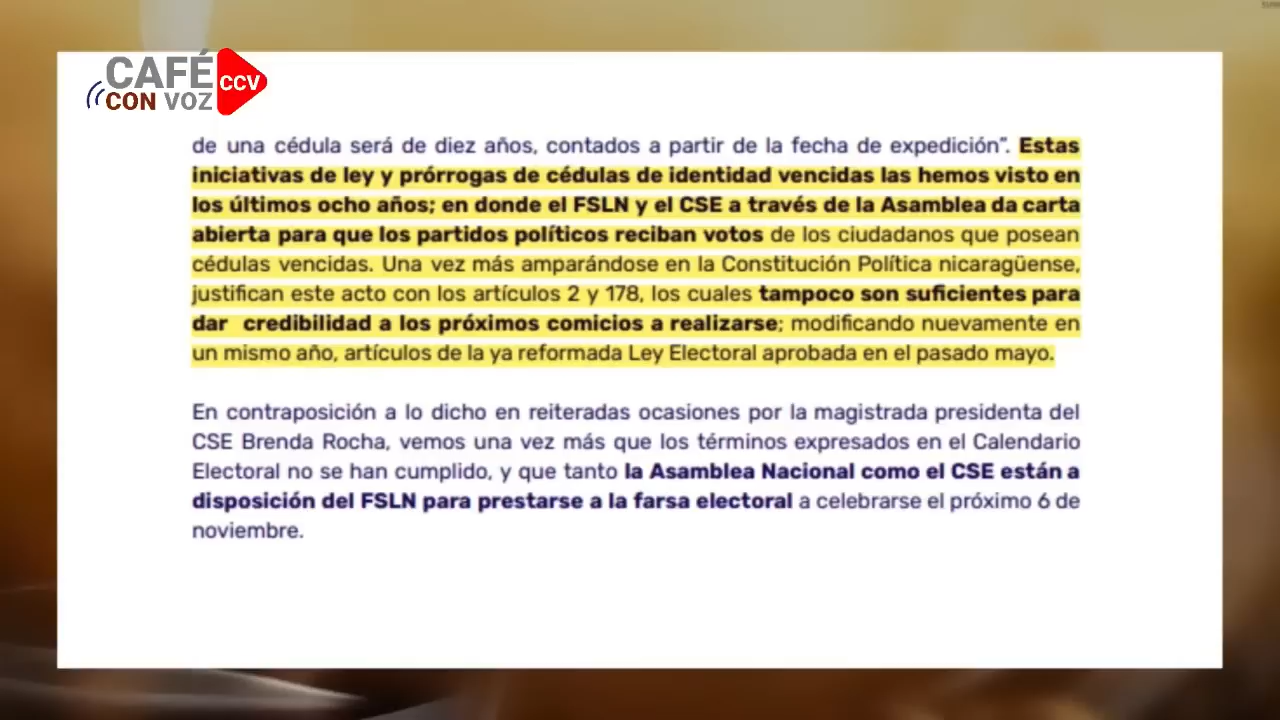 CAFÉ
CON VOZ
CCV
de una cédula será de diez años, contados a partir de la fecha de expedición”. Estas
iniciativas de ley y prórrogas de cédulas de identidad vencidas las hemos visto en
los últimos ocho años; en donde el FSLN y el CSE a través de la Asamblea da carta
abierta para que los partidos políticos reciban votos de los ciudadanos que posean
cédulas vencidas. Una vez más amparándose en la Constitución Política nicaragüense,
justifican este acto con los artículos 2 y 178, los cuales tampoco son suficientes para
dar credibilidad a los próximos comicios a realizarse; modificando nuevamente en
un mismo año, artículos de la ya reformada Ley Electoral aprobada en el pasado mayo.
En contraposición a lo dicho en reiteradas ocasiones por la magistrada presidenta del
CSE Brenda Rocha, vemos una vez más que los términos expresados en el Calendario
Electoral no se han cumplido, y que tanto la Asamblea Nacional como el CSE están a
disposición del FSLN para prestarse a la farsa electoral a celebrarse el próximo 6 de
noviembre.